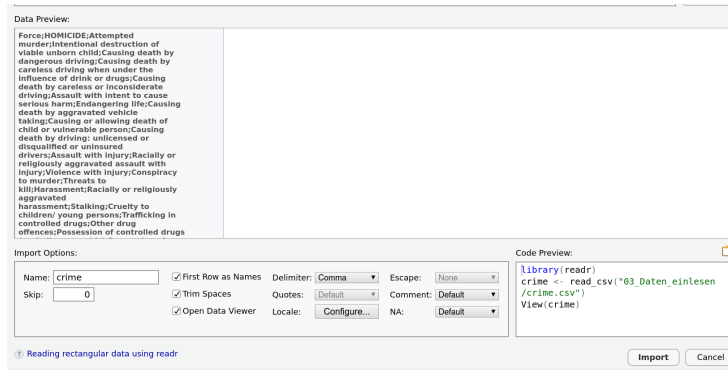 Data Preview:
Force;HOMICIDE;Attempted
murder;Intentional destruction of
viable unborn child;Causing death by
dangerous driving;Causing death by
careless driving when under the
influence of drink or drugs;Causing
death by careless or inconsiderate
driving;Assault with intent to cause
serious harm;Endangering life;Causing
death by aggravated vehicle
taking;Causing or allowing death of
child or vulnerable person;Causing
death by driving: unlicensed or
disqualified or uninsured
drivers;Assault with injury;Racially or
religiously aggravated assault with
injury;Violence with injury;Conspiracy
to murder;Threats to
kill;Harassment;Racially or religiously
aggravated
harassment;Stalking;Cruelty to
children/ young persons;Trafficking in
controlled drugs;Other drug
offences;Possession of controlled drugs
Import Options:
Name: crime
Skip: 0
First Row as Names
Trim Spaces
Open Data Viewer
Delimiter: Comma
Quotes: Default
Locale: Configure...
Escape: None
Comment: Default
NA: Default
Code Preview:
library(readr)
crime <- read_csv("03_Daten_einlesen
/crime.csv")
View(crime)
Reading rectangular data using readr
Import
Cancel